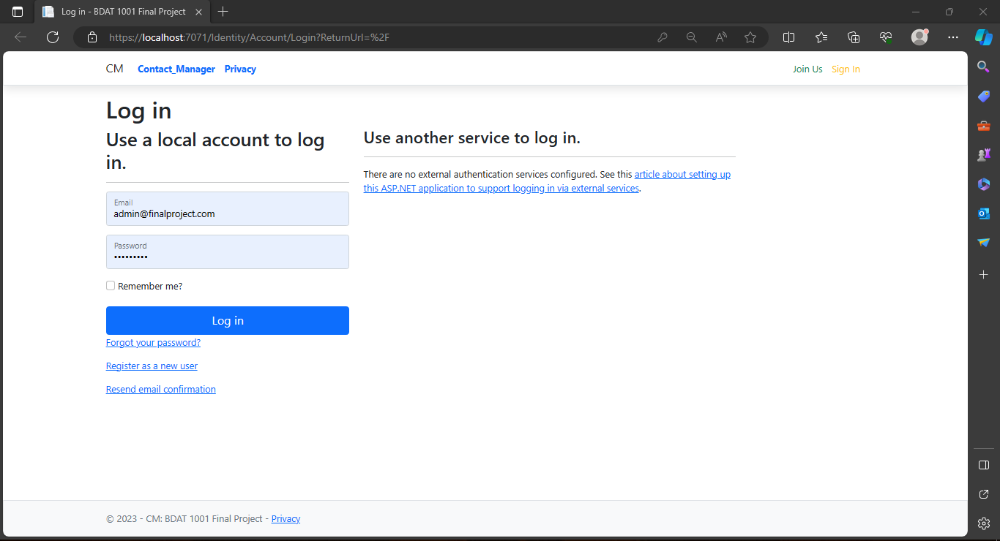 Log in - BDAT 1001 Final Project
https://localhost:7071/Identity/Account/Login?ReturnUrl=%2F
CM Contact_Manager Privacy Join Us Sign In
Log in
Use a local account to log
in.
Email
admin@finalproject.com
Password
•••••••••
Remember me?
Log in
Forgot your password?
Register as a new user
Resend email confirmation
Use another service to log in.
There are no external authentication services configured. See this article about setting up
this ASP.NET application to support logging in via external services.
© 2023 - CM: BDAT 1001 Final Project - Privacy